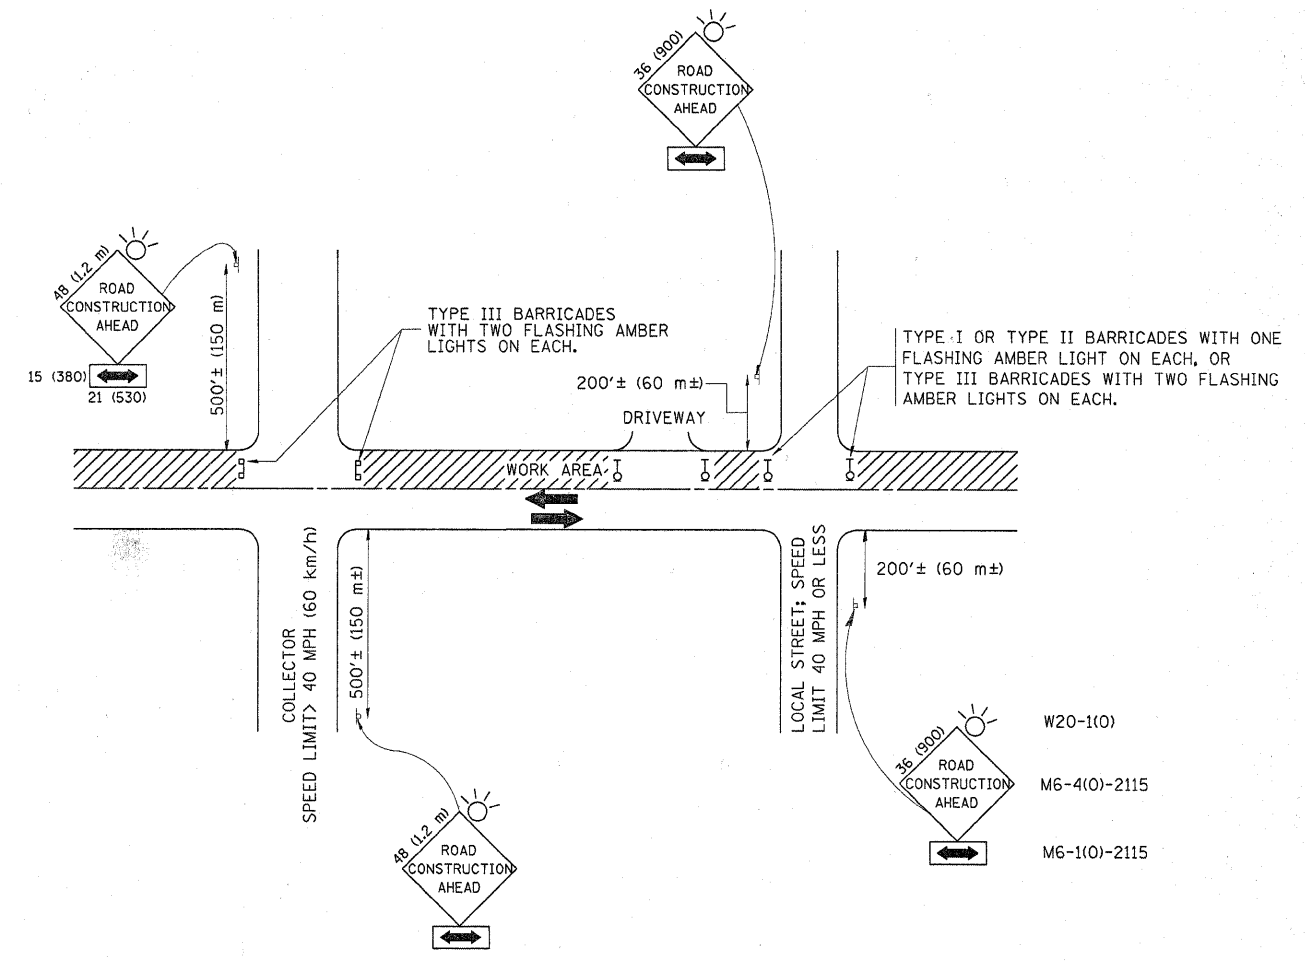 36 (900)
ROAD
CONSTRUCTION
AHEAD
48 (1.2 m)
ROAD
CONSTRUCTION
AHEAD
15 (380)
21 (530)
500'± (150 m)
TYPE III BARRICADES
WITH TWO FLASHING AMBER
LIGHTS ON EACH.
200'± (60 m±)
DRIVEWAY
TYPE I OR TYPE II BARRICADES WITH ONE
FLASHING AMBER LIGHT ON EACH, OR
TYPE III BARRICADES WITH TWO FLASHING
AMBER LIGHTS ON EACH.
WORK AREA
COLLECTOR
SPEED LIMIT> 40 MPH (60 km/h)
500'± (150 m±)
LOCAL STREET; SPEED
LIMIT 40 MPH OR LESS
200'± (60 m±)
36 (900)
ROAD
CONSTRUCTION
AHEAD
W20-1(O)
M6-4(O)-2115
M6-1(O)-2115
48 (1.2 m)
ROAD
CONSTRUCTION
AHEAD